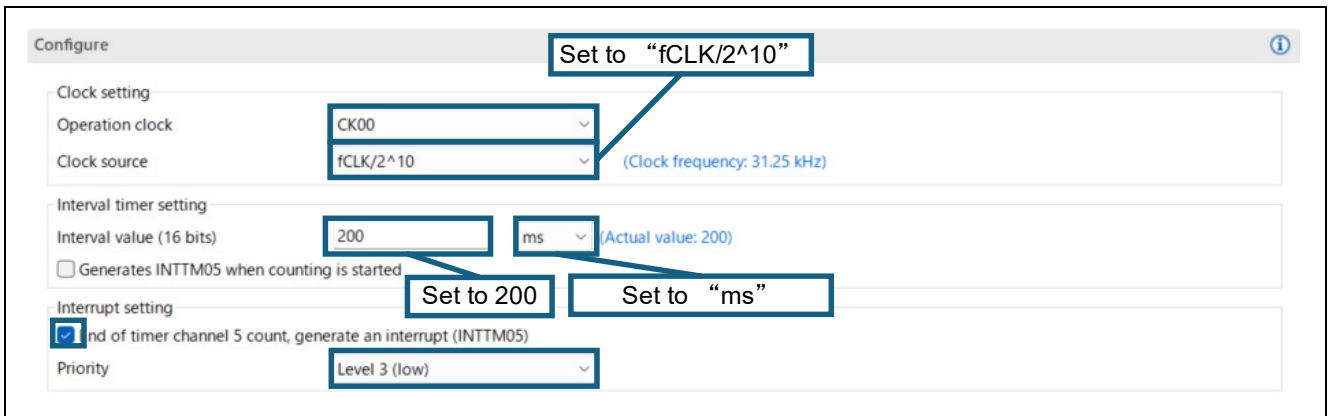 Configure
Set to “fCLK/2^10”
Clock setting
Operation clock CK00
Clock source fCLK/2^10 (Clock frequency: 31.25 kHz)
Interval timer setting
Interval value (16 bits) 200 ms (Actual value: 200)
Generates INTTM05 when counting is started
Set to 200 Set to “ms”
Interrupt setting
nd of timer channel 5 count, generate an interrupt (INTTM05)
Priority Level 3 (low)